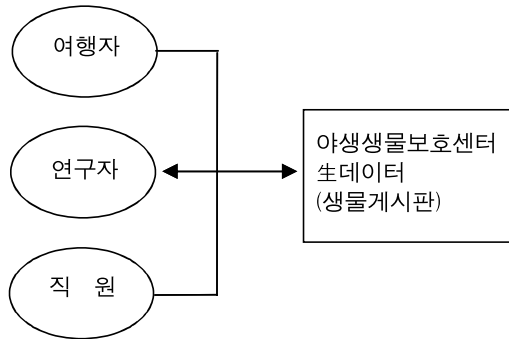 여행자
연구자
직 원
야생생물보호센터
生데이터
(생물게시판)